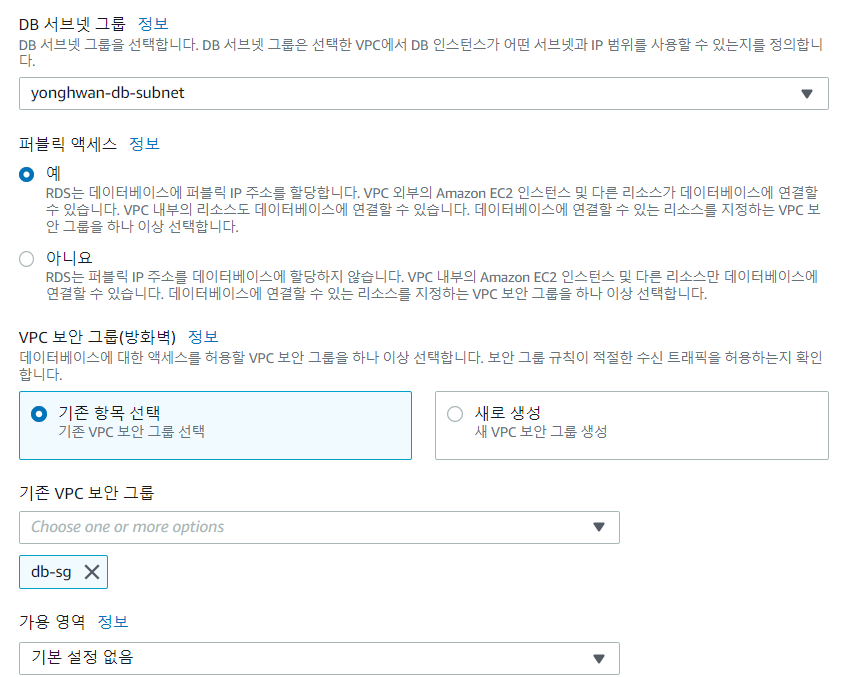 DB 서브넷 그룹 정보
DB 서브넷 그룹을 선택합니다. DB 서브넷 그룹은 선택한 VPC에서 DB 인스턴스가 어떤 서브넷과 IP 범위를 사용할 수 있는지를 정의합니
다.
yonghwan-db-subnet
퍼블릭 액세스 정보
예
RDS는 데이터베이스에 퍼블릭 IP 주소를 할당합니다. VPC 외부의 Amazon EC2 인스턴스 및 다른 리소스가 데이터베이스에 연결할
수 있습니다. VPC 내부의 리소스도 데이터베이스에 연결할 수 있습니다. 데이터베이스에 연결할 수 있는 리소스를 지정하는 VPC 보
안 그룹을 하나 이상 선택합니다.
아니요
RDS는 퍼블릭 IP 주소를 데이터베이스에 할당하지 않습니다. VPC 내부의 Amazon EC2 인스턴스 및 다른 리소스만 데이터베이스에
연결할 수 있습니다. 데이터베이스에 연결할 수 있는 리소스를 지정하는 VPC 보안 그룹을 하나 이상 선택합니다.
VPC 보안 그룹(방화벽) 정보
데이터베이스에 대한 액세스를 허용할 VPC 보안 그룹을 하나 이상 선택합니다. 보안 그룹 규칙이 적절한 수신 트래픽을 허용하는지 확인
합니다.
기존 항목 선택
기존 VPC 보안 그룹 선택
새로 생성
새 VPC 보안 그룹 생성
기존 VPC 보안 그룹
Choose one or more options
db-sg
가용 영역 정보
기본 설정 없음